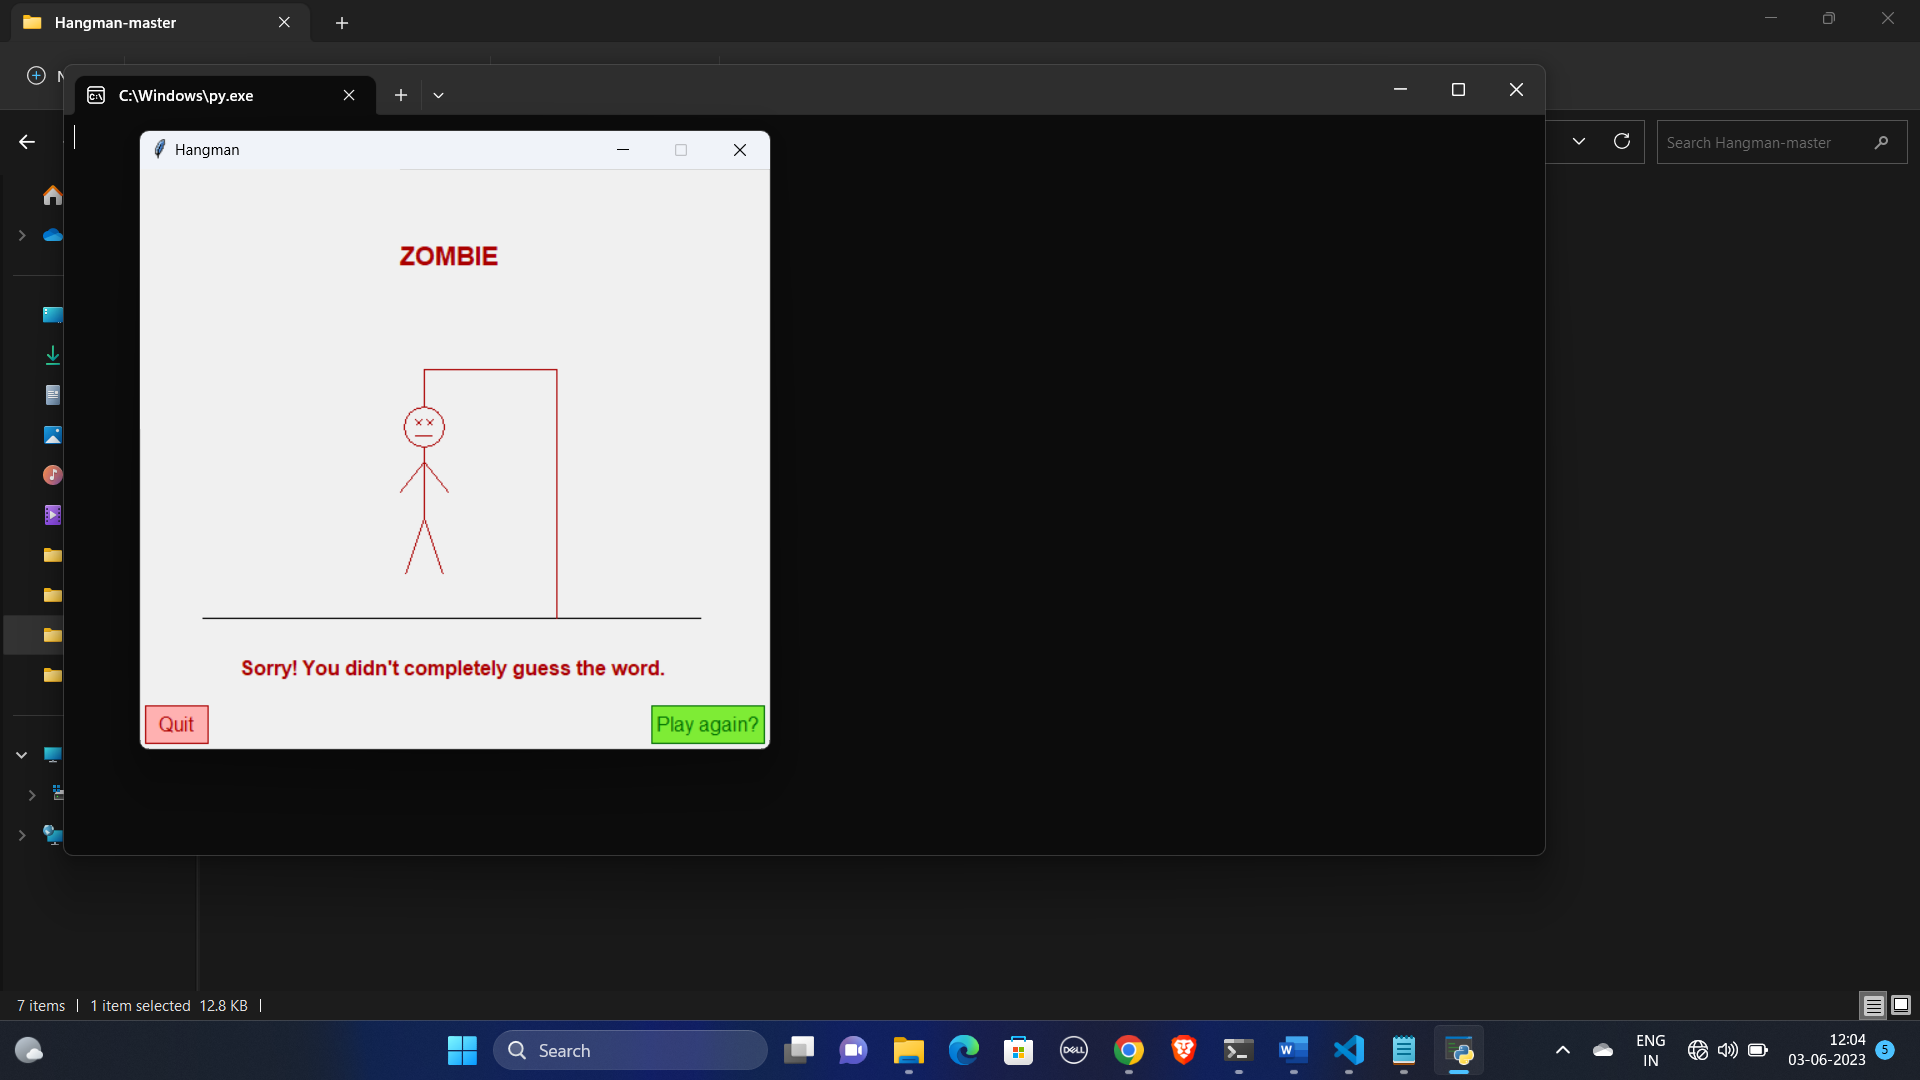 Hangman-master
N
C:\Windows\py.exe
Search Hangman-master
Hangman
ZOMBIE
Sorry! You didn't completely guess the word.
Quit
Play again?
7 items
1 item selected 12.8 KB
Search
DELL
ENG
IN
12:04
03-06-2023
5